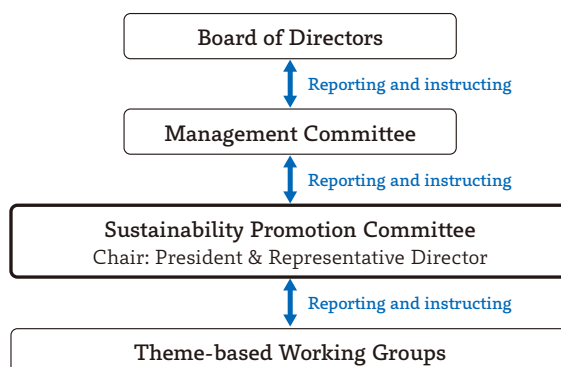 Board of Directors
Reporting and instructing
Management Committee
Reporting and instructing
Sustainability Promotion Committee
Chair: President & Representative Director
Reporting and instructing
Theme-based Working Groups